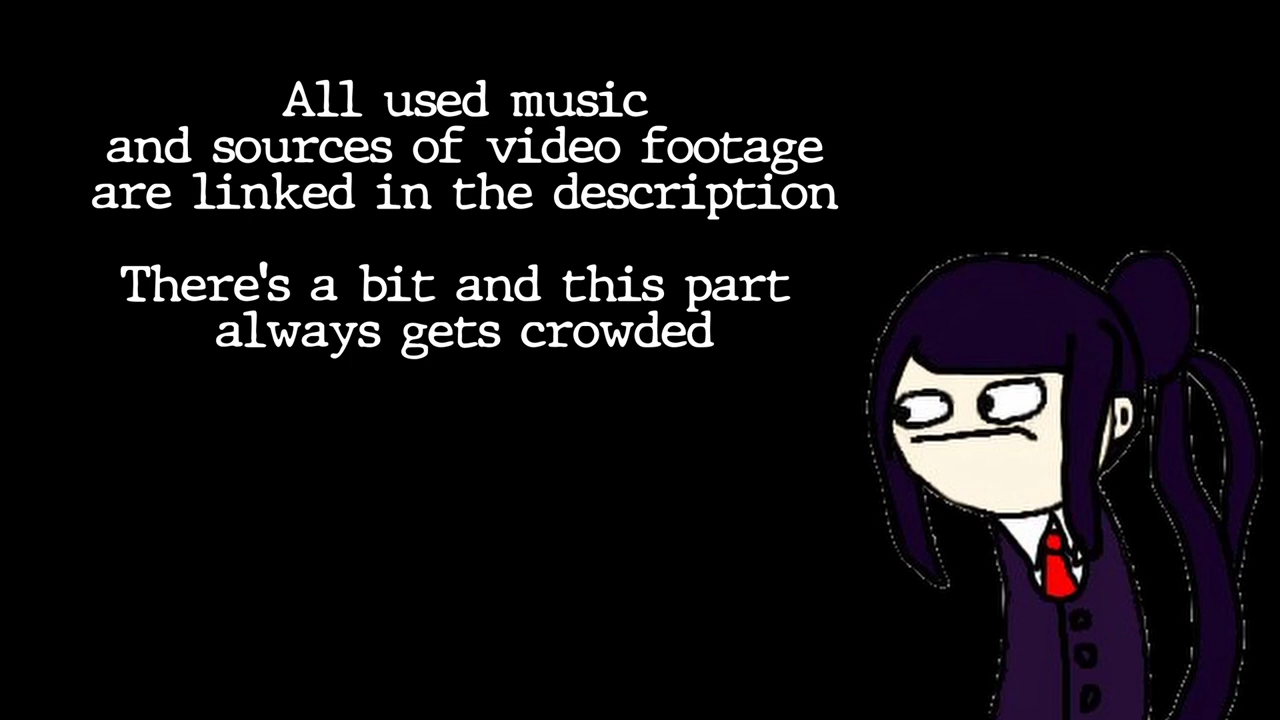 All used music
and sources of video footage
are linked in the description
There's a bit and this part
always gets crowded